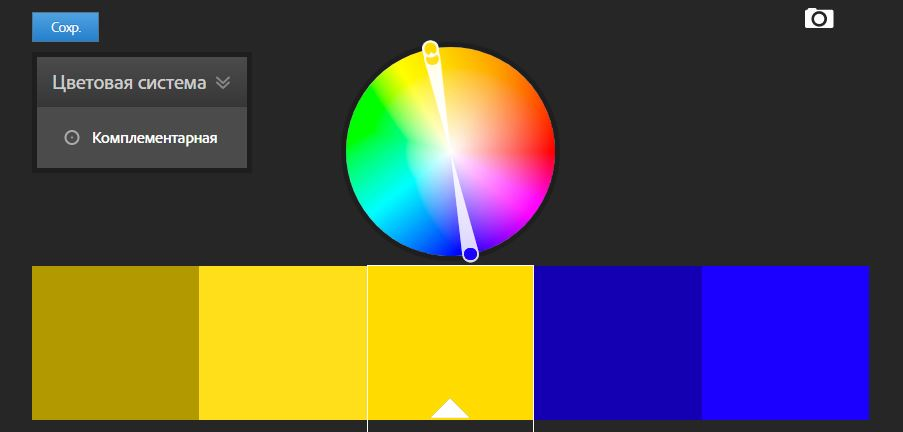 Сохр.
Цветовая система
Комплементарная